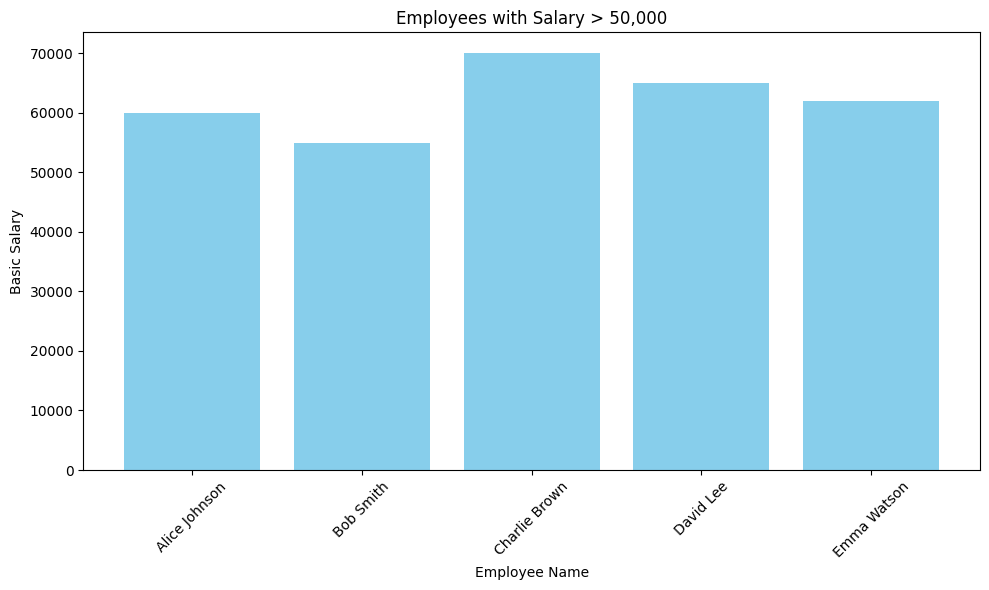 Employees with Salary > 50,000
Basic Salary
70000
60000
50000
40000
30000
20000
10000
0
Alice Johnson
Bob Smith
Charlie Brown
David Lee
Emma Watson
Employee Name